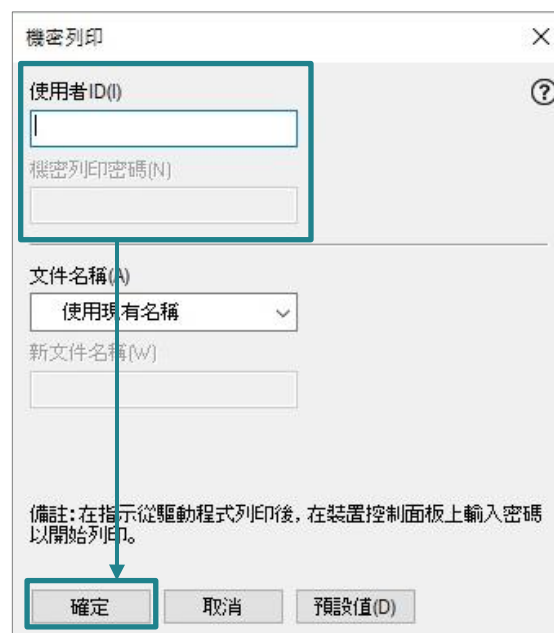 機密列印
使用者ID(I)
機密列印密碼(N)
文件名稱(A)
使用現有名稱
新文件名稱(W)
備註:在指示從驅動程式列印後,在裝置控制面板上輸入密碼
以開始列印。
確定 取消 預設值(D)